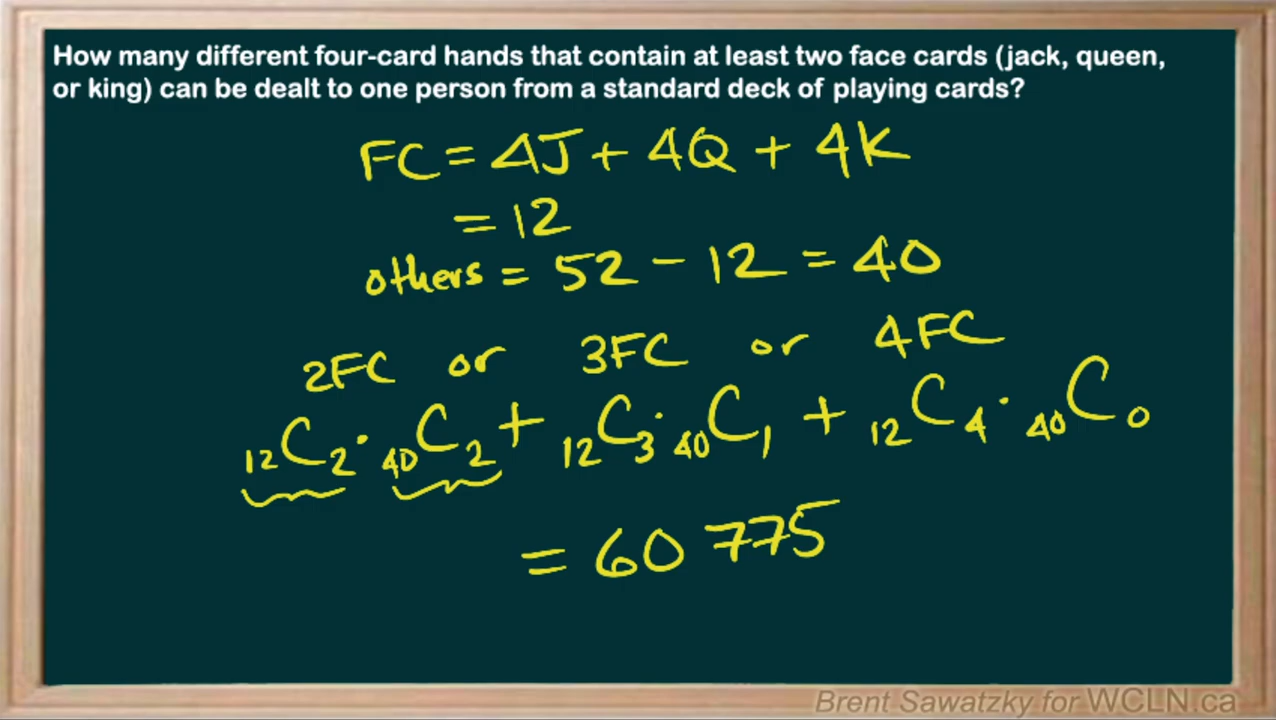 How many different four-card hands that contain at least two face cards (jack, queen,
or king) can be dealt to one person from a standard deck of playing cards?
FC = 4J + 4Q + 4K
= 12
others = 52 - 12 = 40
2FC or 3FC or 4FC
₁₂C₂ · ₄₀C₂ + ₁₂C₃ · ₄₀C₁ + ₁₂C₄ · ₄₀C₀
= 60 775
Brent Sawatzky for WCLN.ca